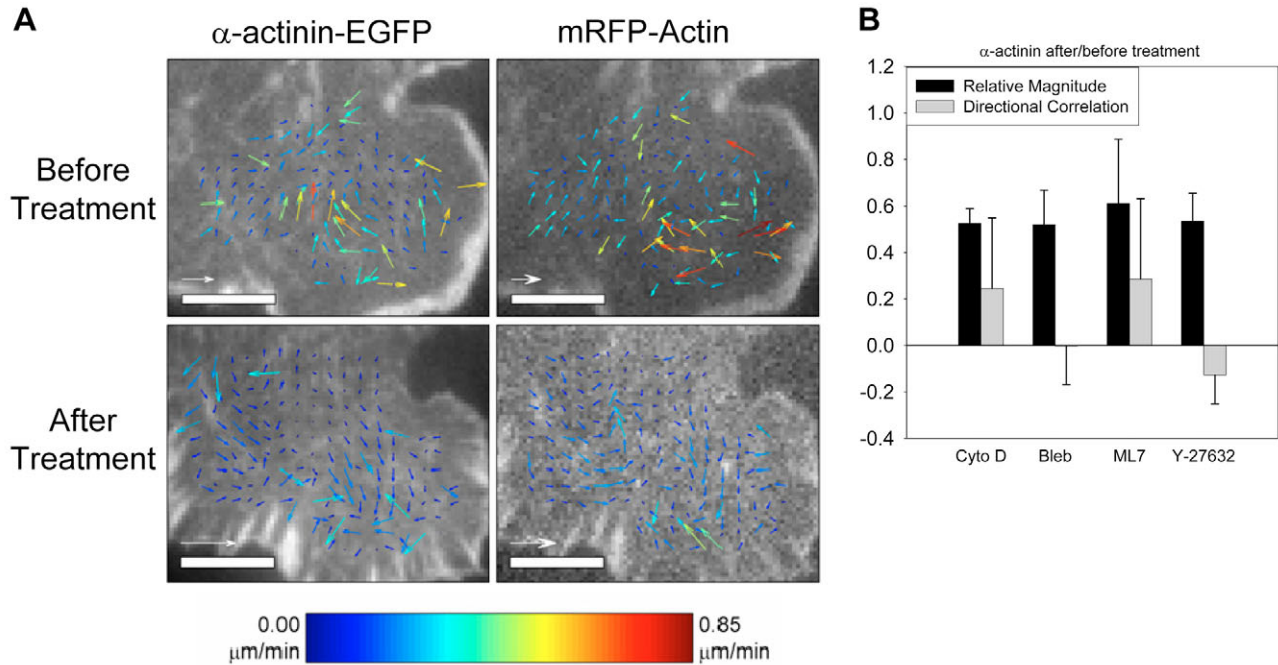 A
α-actinin-EGFP
mRFP-Actin
Before
Treatment
After
Treatment
0.00
μm/min
0.85
μm/min
B
α-actinin after/before treatment
Relative Magnitude
Directional Correlation
1.2
1.0
0.8
0.6
0.4
0.2
0.0
-0.2
-0.4
Cyto D
Bleb
ML7
Y-27632